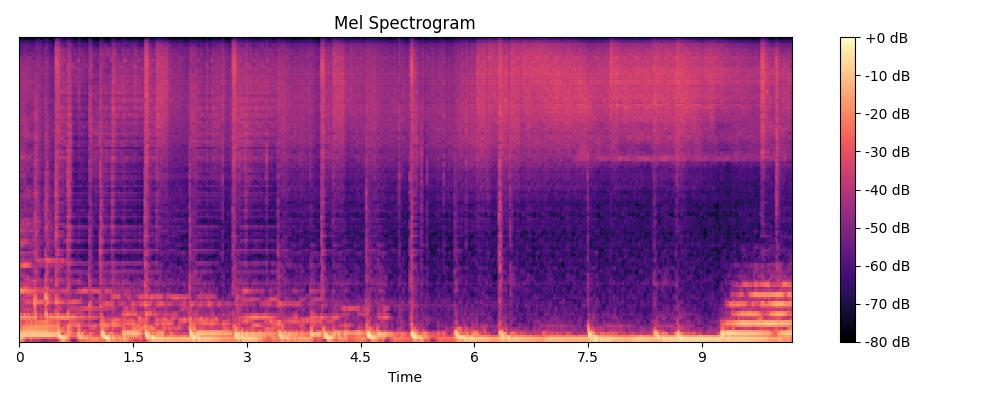 Mel Spectrogram
+0 dB
-10 dB
-20 dB
-30 dB
-40 dB
-50 dB
-60 dB
-70 dB
-80 dB
0 1.5 3 4.5 6 7.5 9
Time